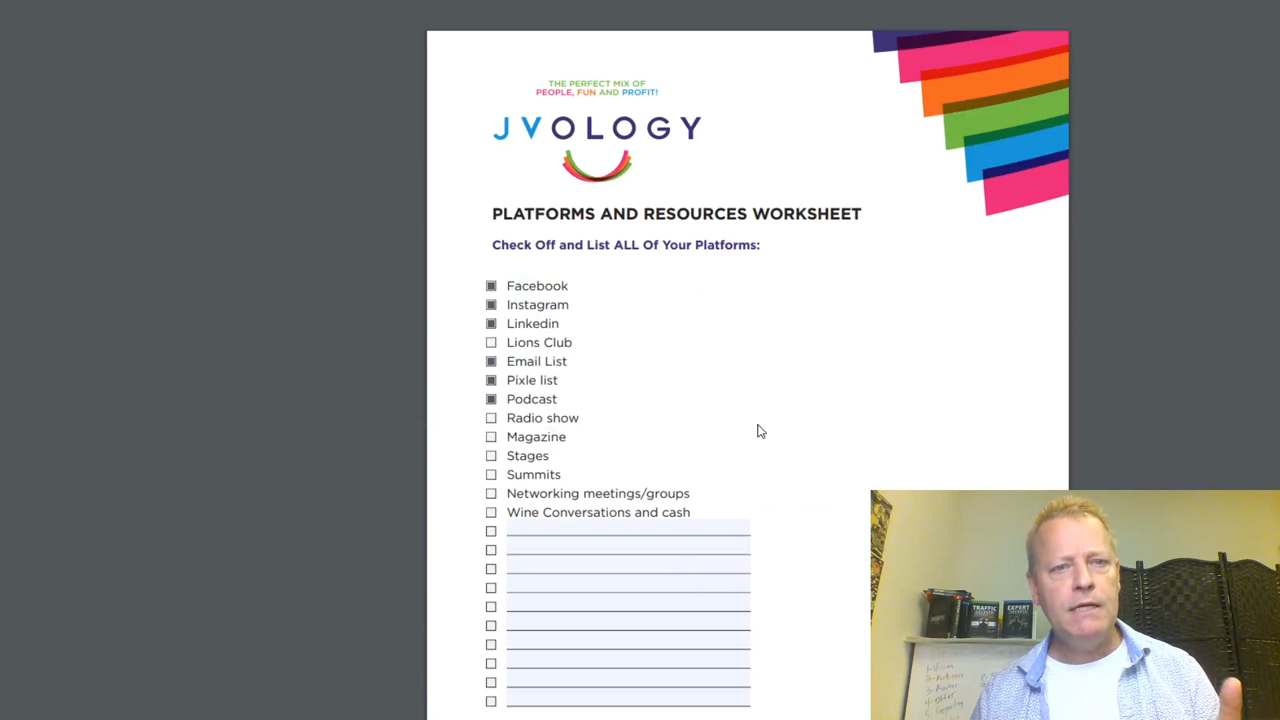 THE PERFECT MIX OF
PEOPLE, FUN AND PROFIT!
JVOLOGY
PLATFORMS AND RESOURCES WORKSHEET
Check Off and List ALL Of Your Platforms:
Facebook
Instagram
Linkedin
Lions Club
Email List
Pixle list
Podcast
Radio show
Magazine
Stages
Summits
Networking meetings/groups
Wine Conversations and cash
TRAFFIC
EXPERT
1-Vision